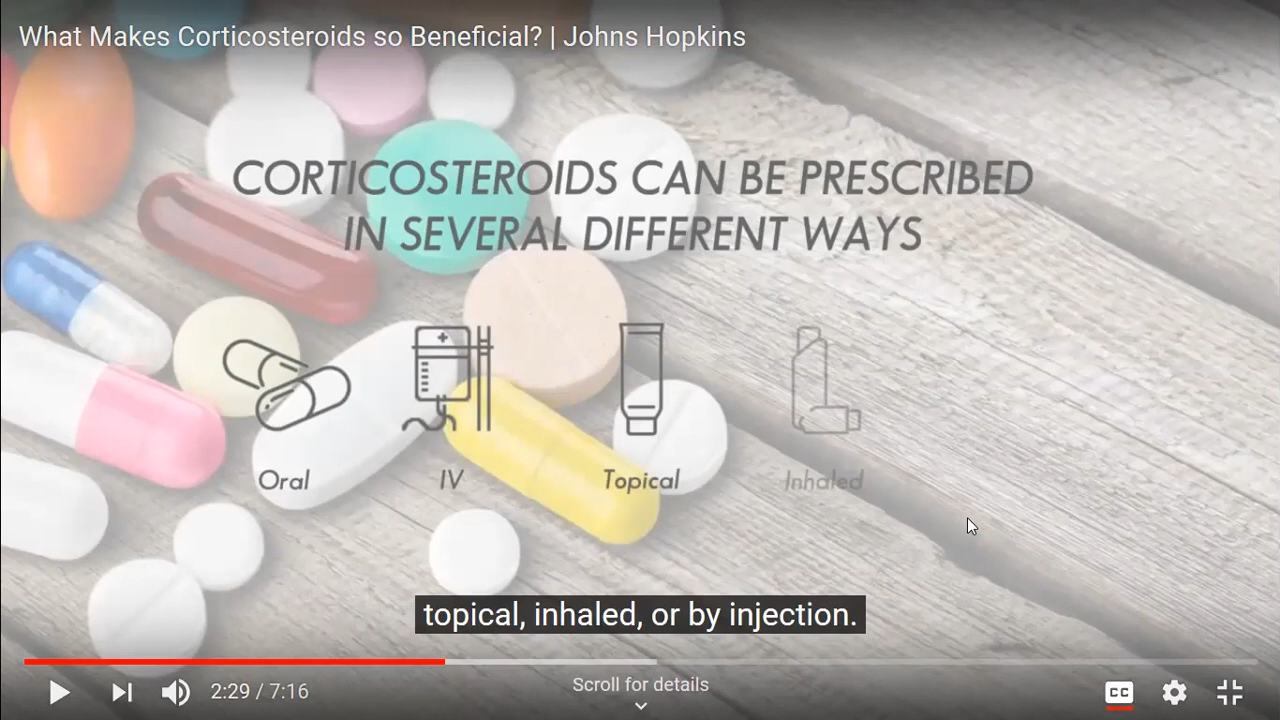 What Makes Corticosteroids so Beneficial? | Johns Hopkins
CORTICOSTEROIDS CAN BE PRESCRIBED
IN SEVERAL DIFFERENT WAYS
Oral IV Topical Inhaled
topical, inhaled, or by injection.
2:29 / 7:16
Scroll for details
CC